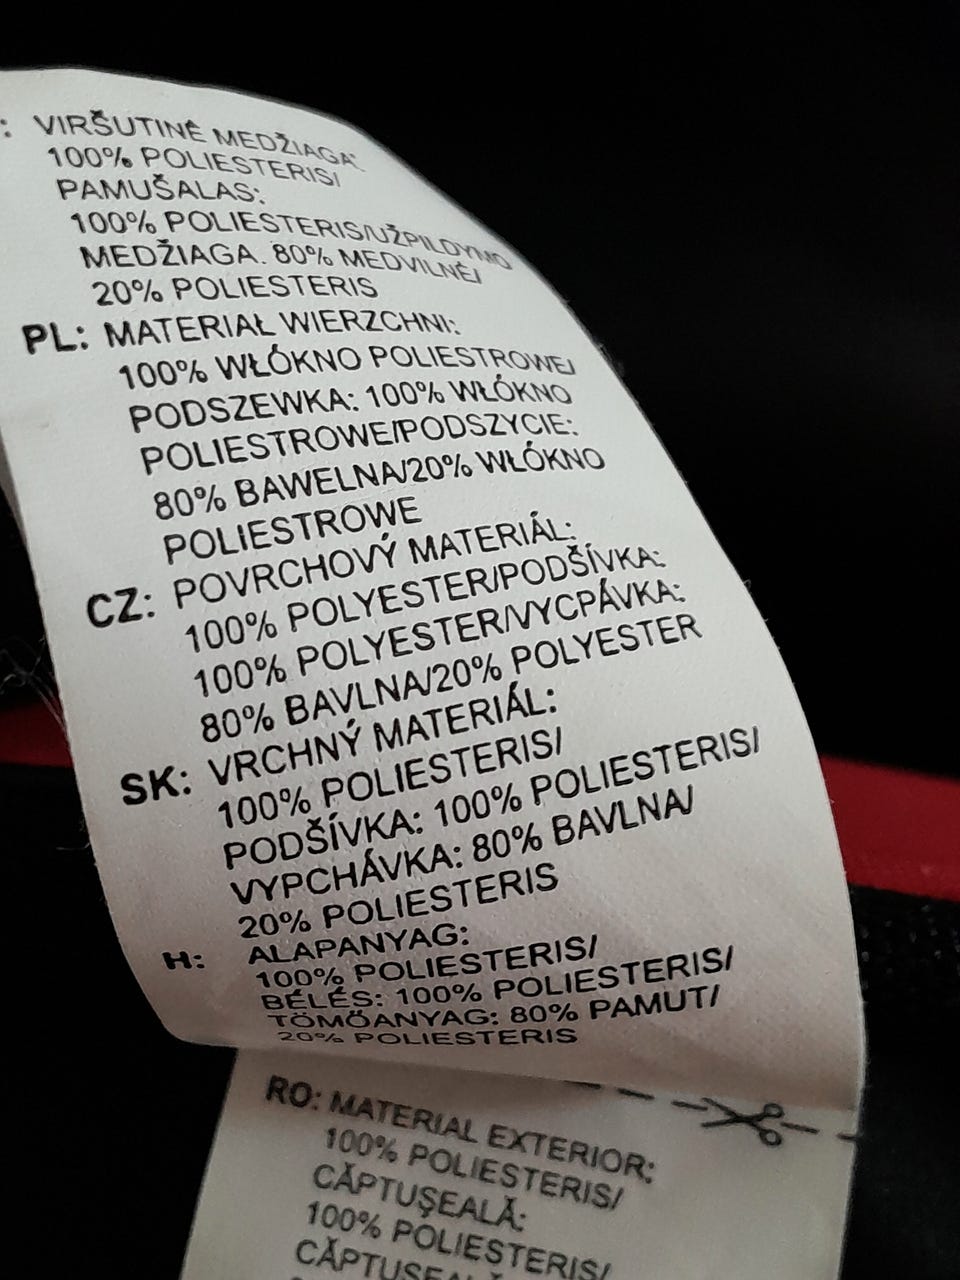 : VIRŠUTINĖ MEDŽIAGA:
100% POLIESTERIS/
PAMUŠALAS:
100% POLIESTERIS/UŽPILDYMO
MEDŽIAGA. 80% MEDVILNĖ/
20% POLIESTERIS
PL: MATERIAŁ WIERZCHNI:
100% WŁÓKNO POLIESTROWE/
PODSZEWKA: 100% WŁÓKNO
POLIESTROWE/PODSZYCIE:
80% BAWELNA/20% WŁÓKNO
POLIESTROWE
CZ: POVRCHOVÝ MATERIÁL:
100% POLYESTER/PODŠÍVKA:
100% POLYESTER/VYCPÁVKA:
80% BAVLNA/20% POLYESTER
SK: VRCHNÝ MATERIÁL:
100% POLIESTERIS/
PODŠÍVKA: 100% POLIESTERIS/
VYPCHÁVKA: 80% BAVLNA/
20% POLIESTERIS
H: ALAPANYAG:
100% POLIESTERIS/
BÉLÉS: 100% POLIESTERIS/
TÖMŐANYAG: 80% PAMUT/
20% POLIESTERIS
RO: MATERIAL EXTERIOR:
100% POLIESTERIS/
CĂPTUŞEALĂ:
100% POLIESTERIS/